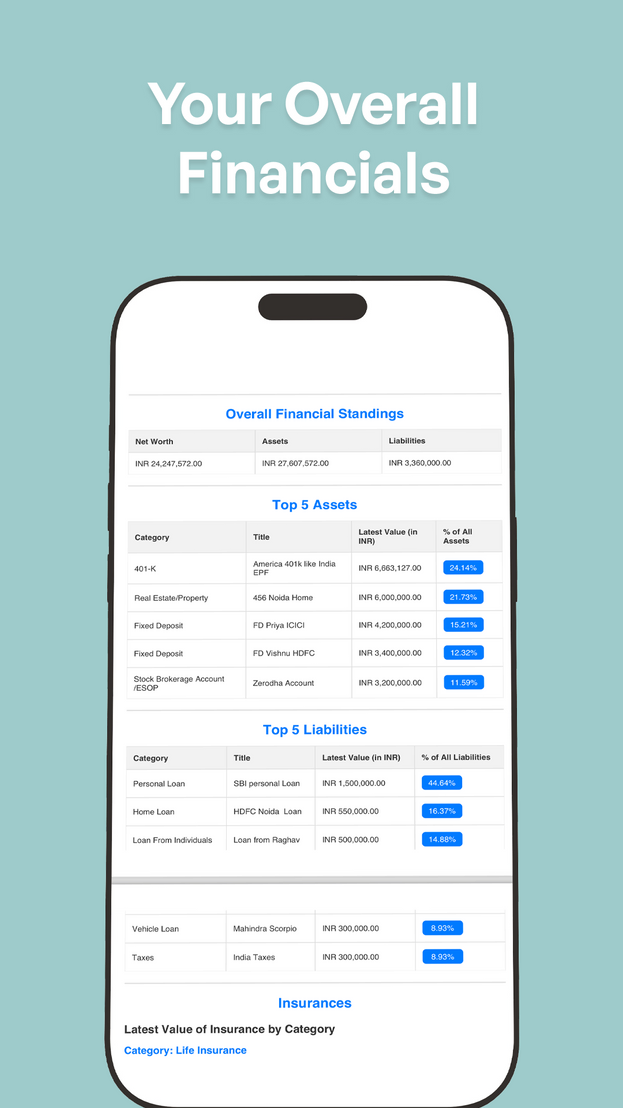 Your Overall
Financials
Overall Financial Standings
Net Worth Assets Liabilities
INR 24,247,572.00 INR 27,607,572.00 INR 3,360,000.00
Top 5 Assets
Category Title Latest Value (in INR) % of All Assets
401-K America 401k like India EPF INR 6,663,127.00 24.14%
Real Estate/Property 456 Noida Home INR 6,000,000.00 21.73%
Fixed Deposit FD Priya ICICI INR 4,200,000.00 15.21%
Fixed Deposit FD Vishnu HDFC INR 3,400,000.00 12.32%
Stock Brokerage Account /ESOP Zerodha Account INR 3,200,000.00 11.59%
Top 5 Liabilities
Category Title Latest Value (in INR) % of All Liabilities
Personal Loan SBI personal Loan INR 1,500,000.00 44.64%
Home Loan HDFC Noida Loan INR 550,000.00 16.37%
Loan From Individuals Loan from Raghav INR 500,000.00 14.88%
Vehicle Loan Mahindra Scorpio INR 300,000.00 8.93%
Taxes India Taxes INR 300,000.00 8.93%
Insurances
Latest Value of Insurance by Category
Category: Life Insurance